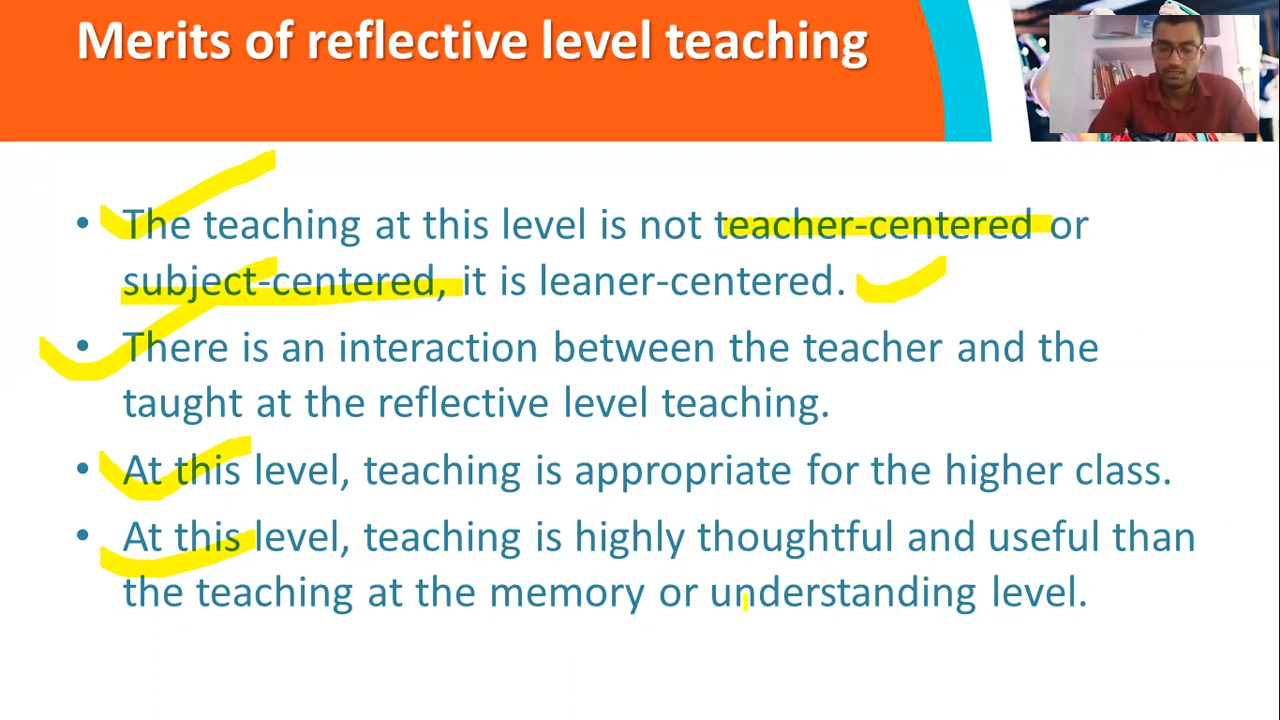 Merits of reflective level teaching
• The teaching at this level is not teacher-centered or
subject-centered, it is leaner-centered.
• There is an interaction between the teacher and the
taught at the reflective level teaching.
• At this level, teaching is appropriate for the higher class.
• At this level, teaching is highly thoughtful and useful than
the teaching at the memory or understanding level.